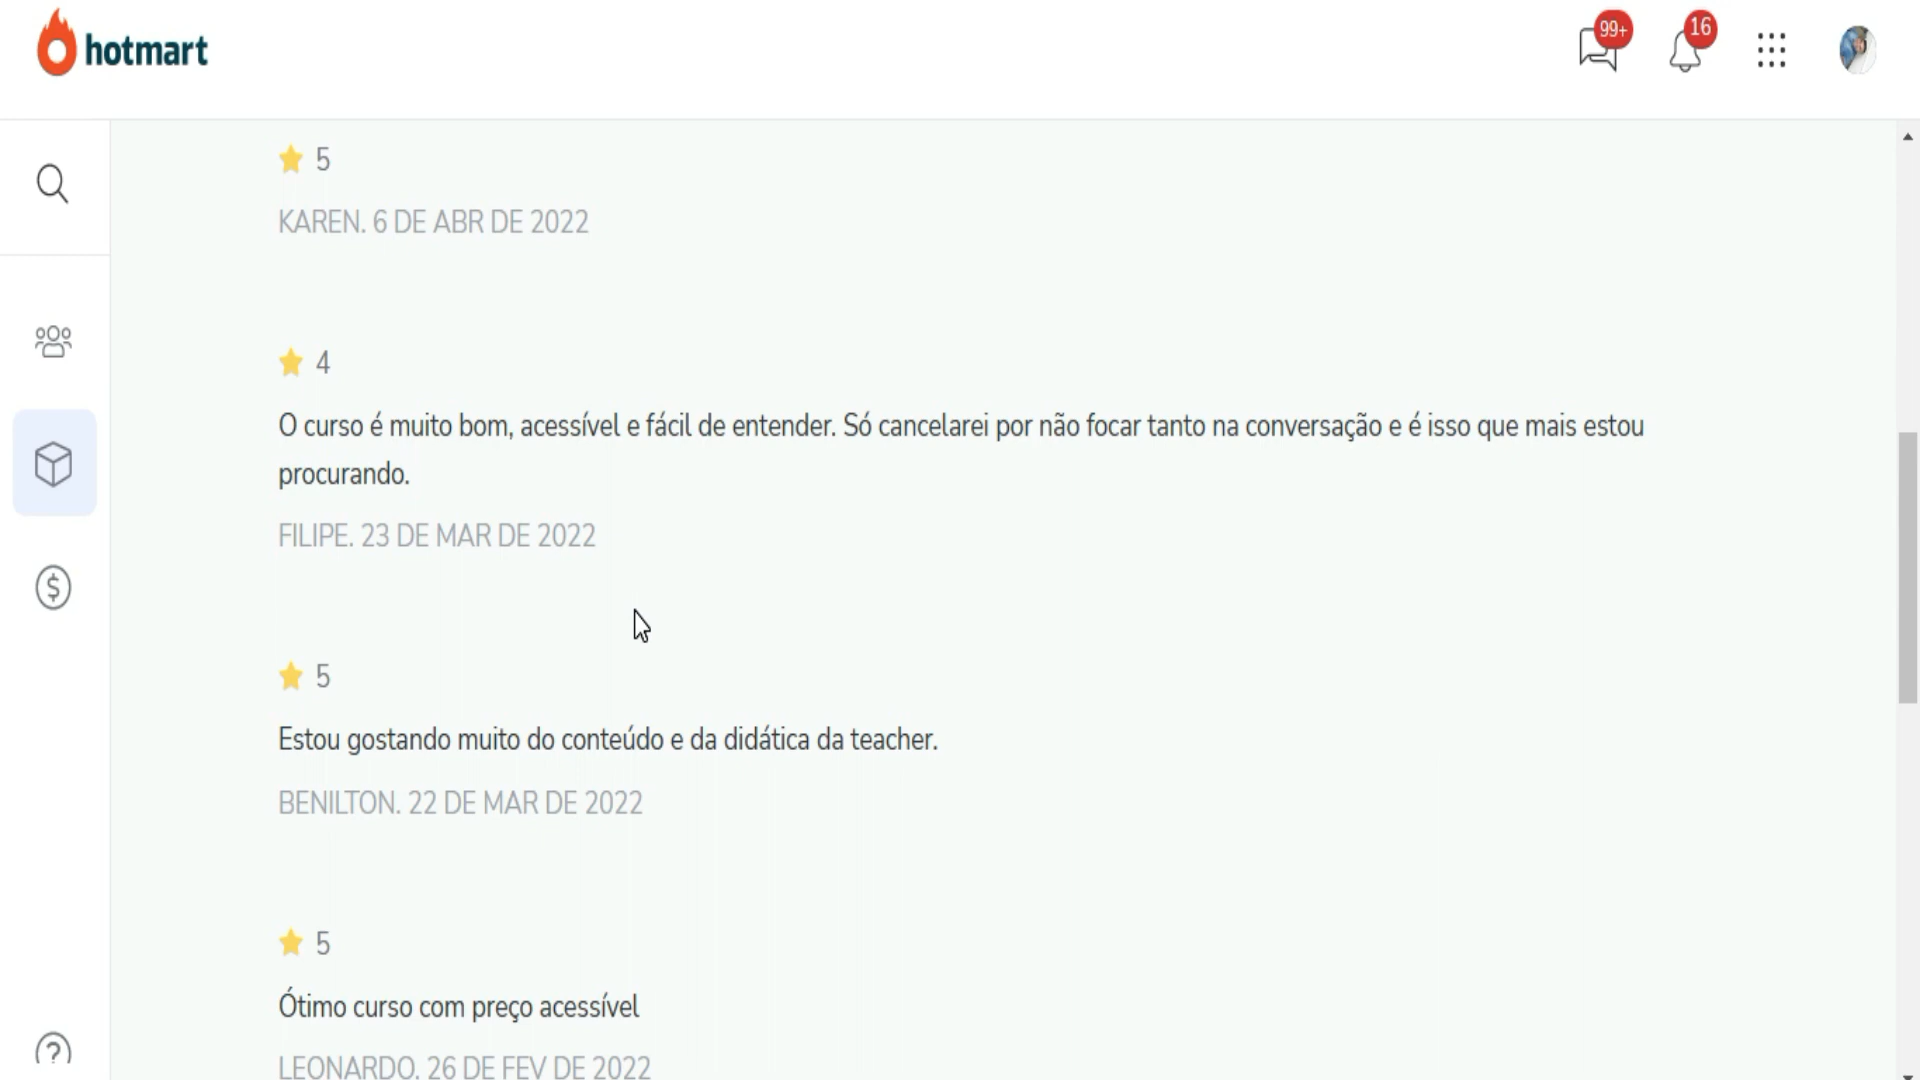 hotmart
99+
16
5
KAREN. 6 DE ABR DE 2022
4
O curso é muito bom, acessível e fácil de entender. Só cancelarei por não focar tanto na conversação e é isso que mais estou
procurando.
FILIPE. 23 DE MAR DE 2022
5
Estou gostando muito do conteúdo e da didática da teacher.
BENILTON. 22 DE MAR DE 2022
5
Ótimo curso com preço acessível
LEONARDO. 26 DE FEV DE 2022